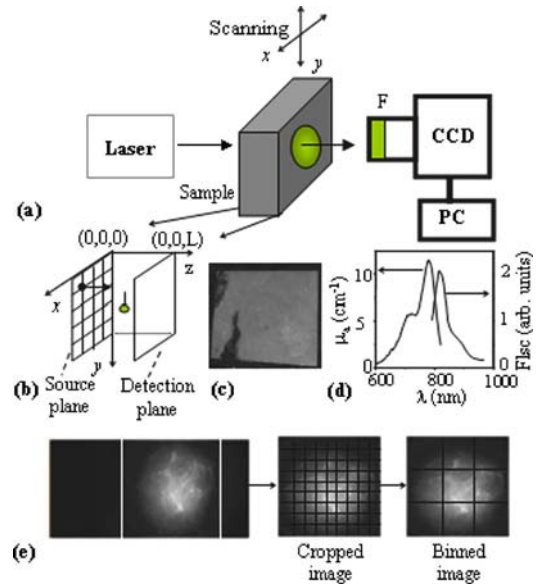 Scanning
x
y
F
Laser
CCD
Sample
PC
(a)
(0,0,0) (0,0,L)
z
x
y
(b) Source plane
Detection plane
(c)
(d)
μa (cm-1)
10
5
0
2
1
0
Flsc (arb. units)
600 800 1000
λ (nm)
(e)
Cropped image
Binned image